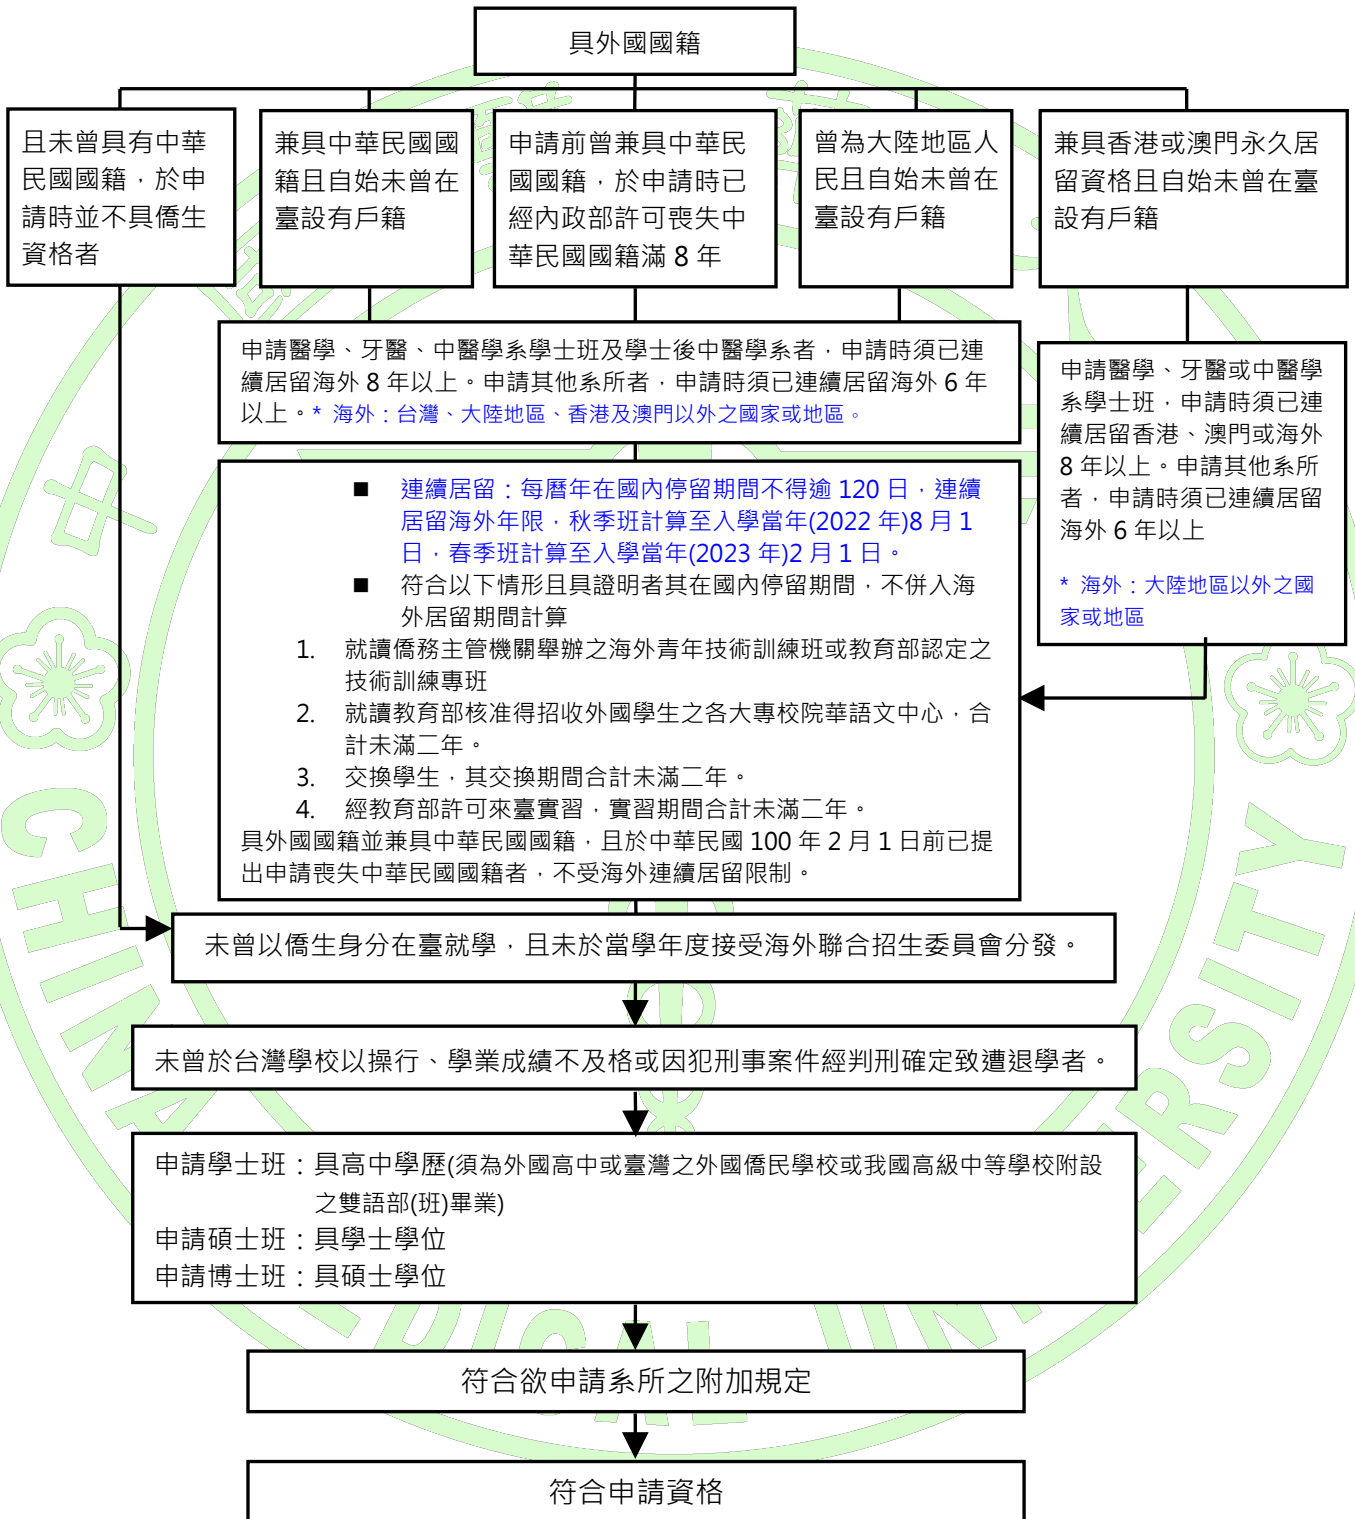 具外國國籍
且未曾具有中華
民國國籍，於申
請時並不具僑生
資格者
兼具中華民國國
籍且自始未曾在
臺設有戶籍
申請前曾兼具中華民
國國籍，於申請時已
經內政部許可喪失中
華民國國籍滿 8 年
曾為大陸地區人
民且自始未曾在
臺設有戶籍
兼具香港或澳門永久居
留資格且自始未曾在臺
設有戶籍
申請醫學、牙醫、中醫學系學士班及學士後中醫學系者，申請時須已連
續居留海外 8 年以上。申請其他系所者，申請時須已連續居留海外 6 年
以上。* 海外：台灣、大陸地區、香港及澳門以外之國家或地區。
申請醫學、牙醫或中醫學
系學士班，申請時須已連
續居留香港、澳門或海外
8 年以上。申請其他系所
者，申請時須已連續居留
海外 6 年以上
* 海外：大陸地區以外之國
家或地區
■ 連續居留：每曆年在國內停留期間不得逾 120 日，連續
居留海外年限，秋季班計算至入學當年(2022 年)8 月 1
日，春季班計算至入學當年(2023 年)2 月 1 日。
■ 符合以下情形且具證明者其在國內停留期間，不併入海
外居留期間計算
1. 就讀僑務主管機關舉辦之海外青年技術訓練班或教育部認定之
技術訓練專班
2. 就讀教育部核准得招收外國學生之各大專校院華語文中心，合
計未滿二年。
3. 交換學生，其交換期間合計未滿二年。
4. 經教育部許可來臺實習，實習期間合計未滿二年。
具外國國籍並兼具中華民國國籍，且於中華民國 100 年 2 月 1 日前已提
出申請喪失中華民國國籍者，不受海外連續居留限制。
未曾以僑生身分在臺就學，且未於當學年度接受海外聯合招生委員會分發。
未曾於台灣學校以操行、學業成績不及格或因犯刑事案件經判刑確定致遭退學者。
申請學士班：具高中學歷(須為外國高中或臺灣之外國僑民學校或我國高級中等學校附設
之雙語部(班)畢業)
申請碩士班：具學士學位
申請博士班：具碩士學位
符合欲申請系所之附加規定
符合申請資格